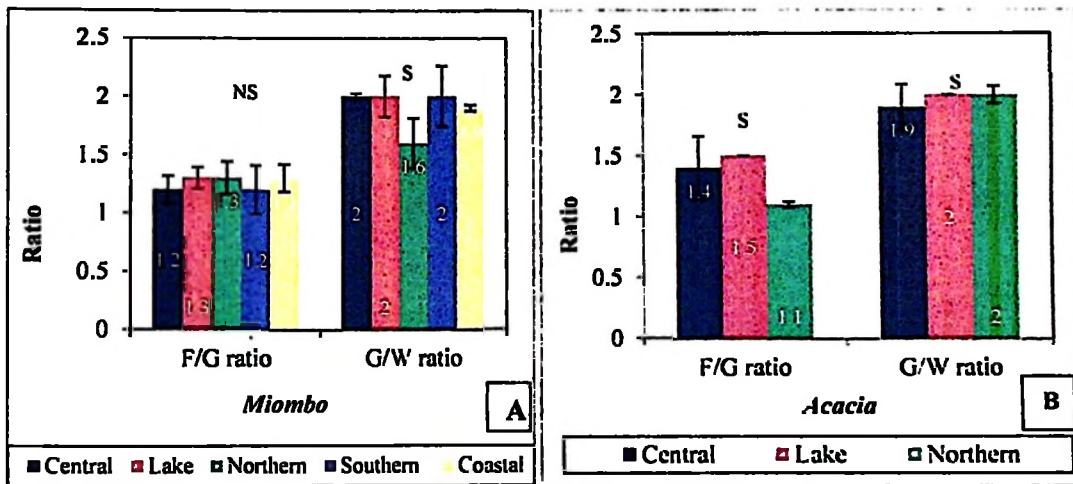 2.5
2
1.5
1
0.5
0
Ratio
NS
S
1.2
1.3
1.3
1.2
2
2
1.6
2
F/G ratio G/W ratio
Miombo
A
Central Lake Northern Southern Coastal
2.5
2
1.5
1
0.5
0
Ratio
S
S
1.4
1.5
1.1
1.9
2
2
F/G ratio G/W ratio
Acacia
B
Central Lake Northern